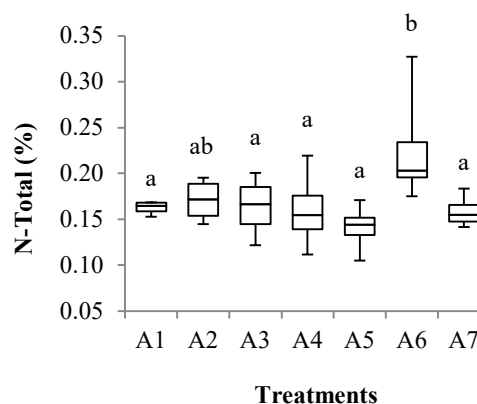 N-Total (%)
0.35
0.30
0.25
0.20
0.15
0.10
0.05
a
ab
a
a
a
b
a
A1 A2 A3 A4 A5 A6 A7
Treatments